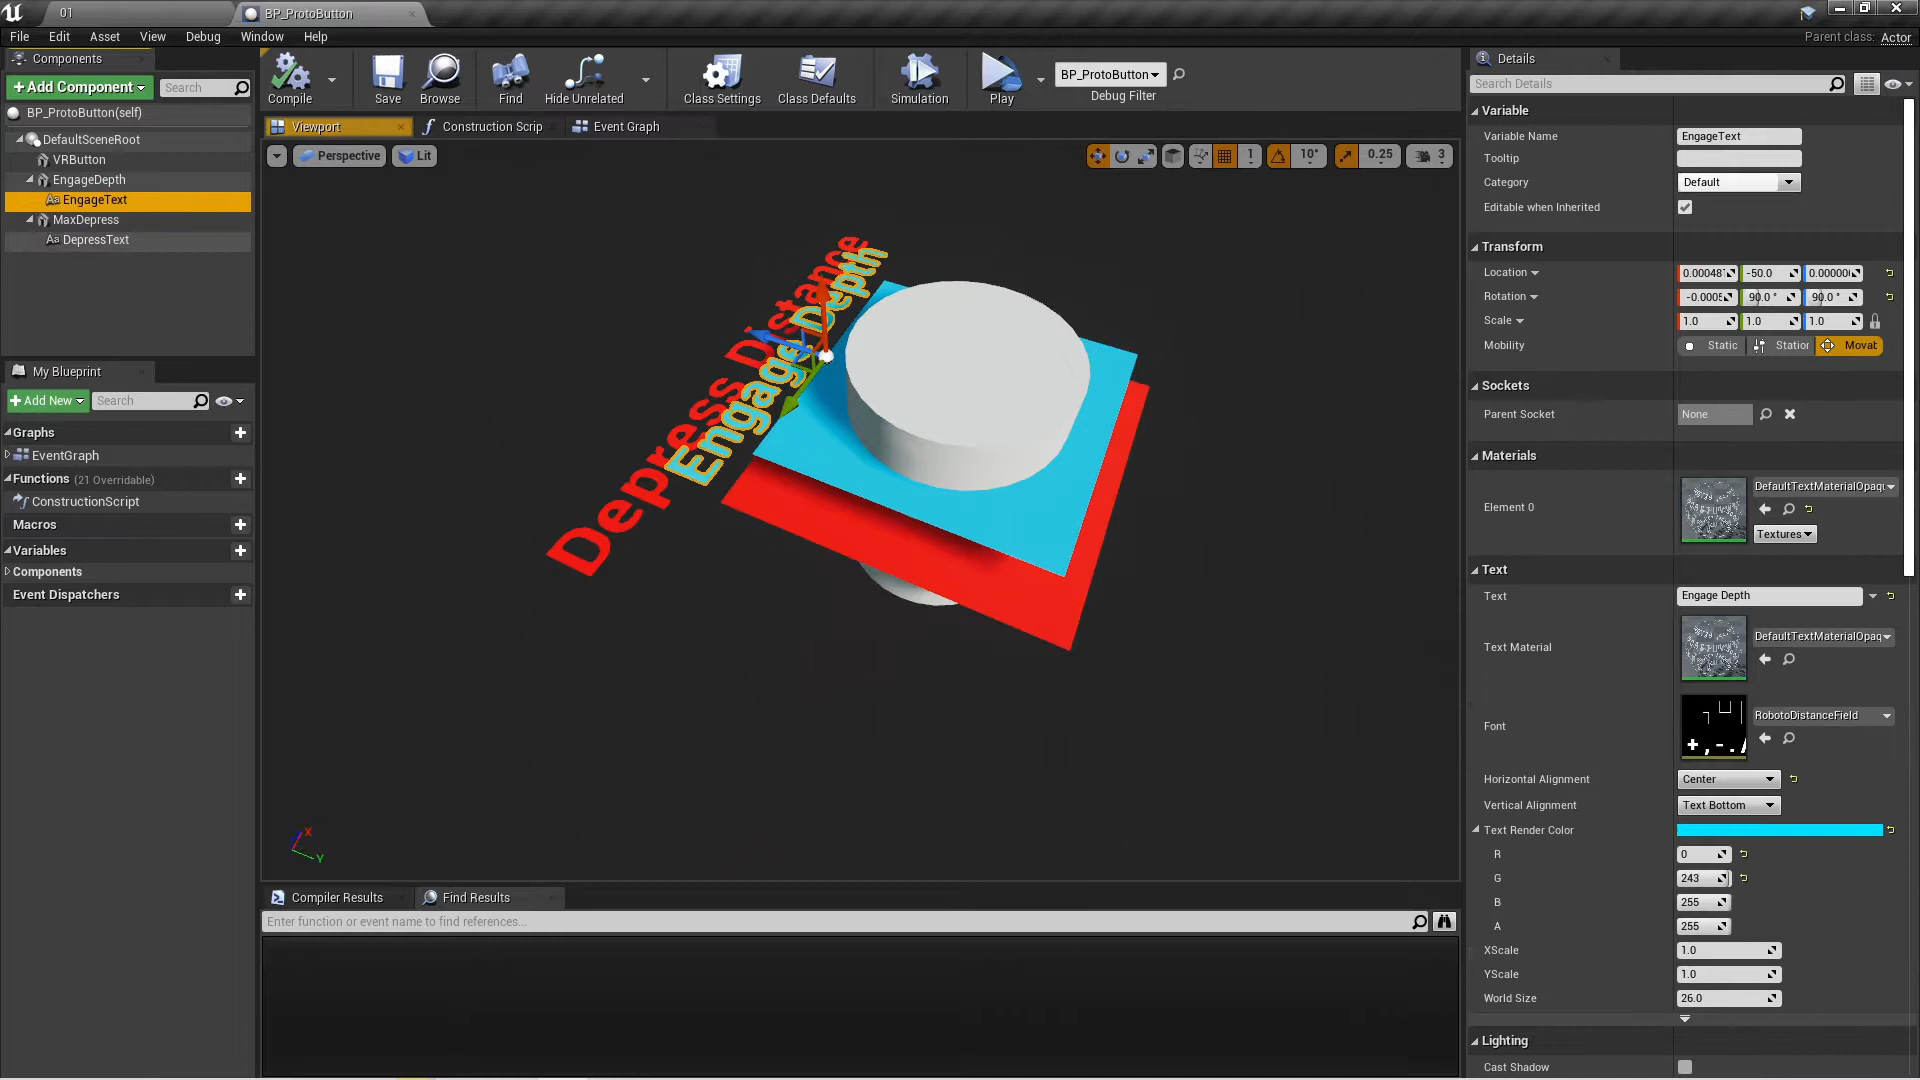 01
BP_ProtoButton
File Edit Asset View Debug Window Help
Parent class: Actor
Components
+Add Component
Search
BP_ProtoButton(self)
DefaultSceneRoot
VRButton
EngageDepth
EngageText
MaxDepress
DepressText
My Blueprint
+Add New
Search
Graphs
EventGraph
Functions (21 Overridable)
ConstructionScript
Macros
Variables
Components
Event Dispatchers
Compile
Save
Browse
Find
Hide Unrelated
Class Settings
Class Defaults
Simulation
Play
BP_ProtoButton
Debug Filter
Viewport
Construction Scrip
Event Graph
Perspective
Lit
1
10°
0.25
3
Depress Distance
Engage Depth
X
Y
Compiler Results
Find Results
Enter function or event name to find references...
Details
Search Details
Variable
Variable Name EngageText
Tooltip
Category Default
Editable when Inherited
Transform
Location -50.0
Rotation 90.0 ° 90.0 °
Scale 1.0 1.0 1.0
Mobility Static Station Movab
Sockets
Parent Socket None
Materials
Element 0
DefaultTextMaterialOpaqu
Textures
Text
Text Engage Depth
Text Material
DefaultTextMaterialOpaq
Font
RobotoDistanceField
Horizontal Alignment Center
Vertical Alignment Text Bottom
Text Render Color
R 0
G 243
B 255
A 255
XScale 1.0
YScale 1.0
World Size 26.0
Lighting
Cast Shadow